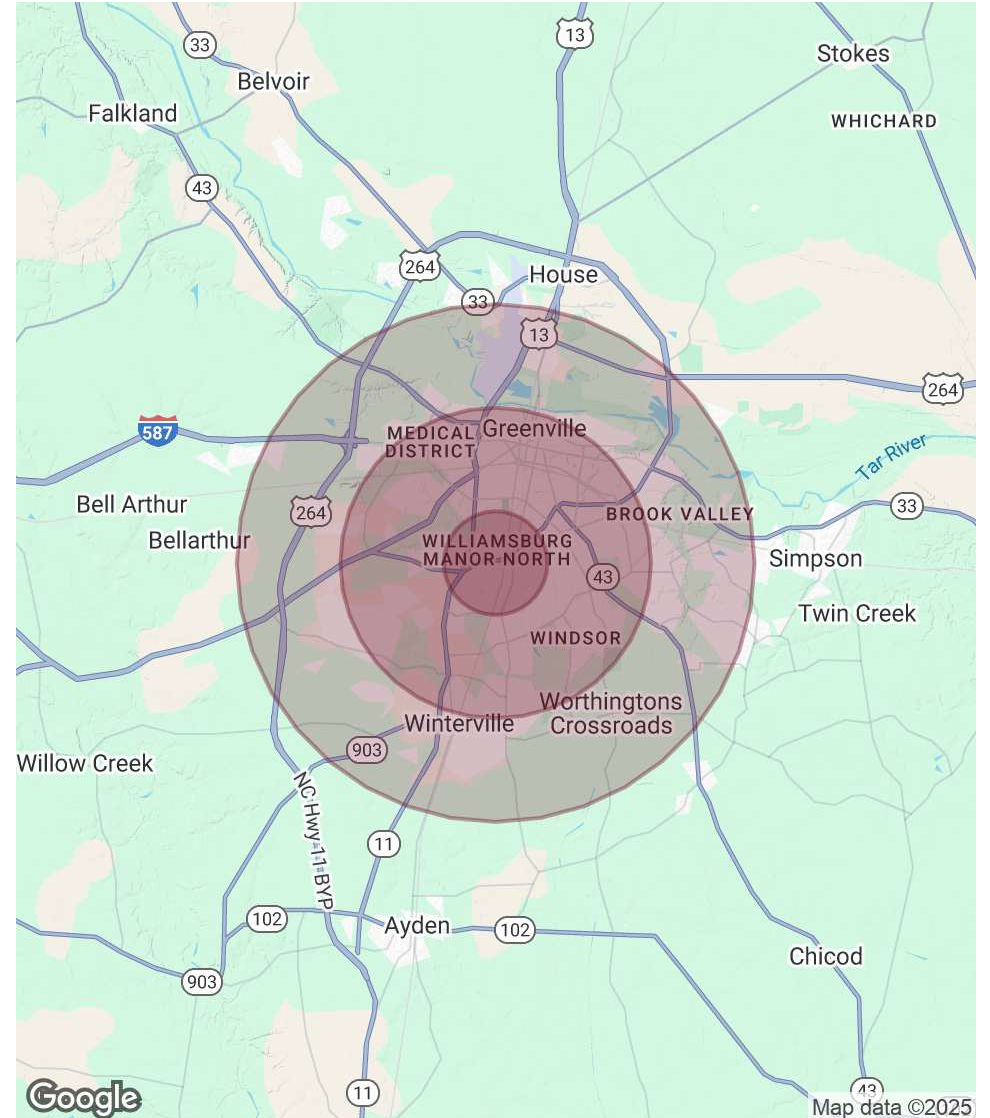 13
33
Stokes
Belvoir
Falkland
WHICHARD
43
264
House
33
13
264
587
MEDICAL
DISTRICT
Greenville
Tar River
Bell Arthur
264
BROOK VALLEY
33
Bellarthur
WILLIAMSBURG
MANOR NORTH
Simpson
43
Twin Creek
WINDSOR
Worthingtons
Crossroads
Winterville
903
Willow Creek
NC Hwy 11 BYP
11
102
Ayden
102
Chicod
903
11
43
Google
Map data ©2025